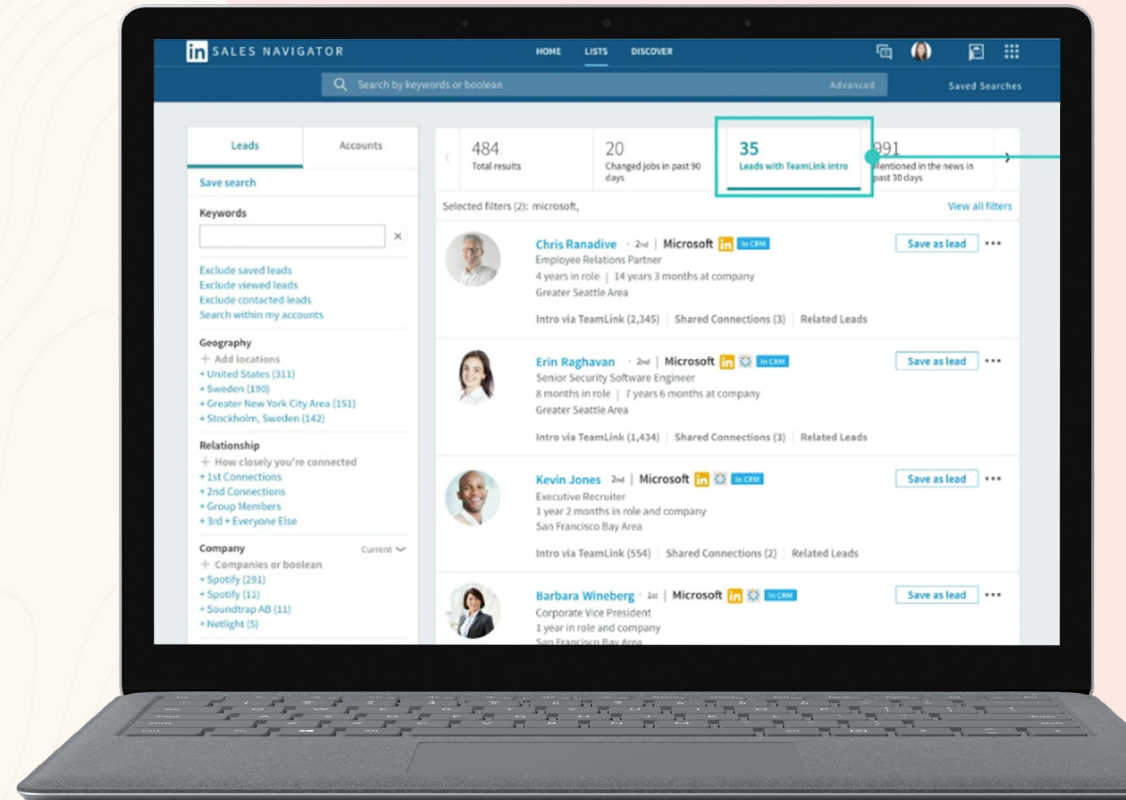 in SALES NAVIGATOR
HOME LISTS DISCOVER
Search by keywords or boolean
Advanced
Saved Searches
Leads
Accounts
Save search
Keywords
Exclude saved leads
Exclude viewed leads
Exclude contacted leads
Search within my accounts
Geography
+ Add locations
+ United States (311)
+ Sweden (190)
+ Greater New York City Area (151)
+ Stockholm, Sweden (142)
Relationship
+ How closely you're connected
+ 1st Connections
+ 2nd Connections
+ Group Members
+ 3rd + Everyone Else
Company
Current
+ Companies or boolean
+ Spotify (291)
+ Spotify (11)
+ Soundtrap AB (11)
+ Netlight (5)
484
Total results
20
Changed jobs in past 90
days
35
Leads with TeamLink intro
991
Mentioned in the news in
past 30 days
Selected filters (2): microsoft,
View all filters
Chris Ranadive · 2nd | Microsoft in In CRM
Save as lead
Employee Relations Partner
4 years in role | 14 years 3 months at company
Greater Seattle Area
Intro via TeamLink (2,345) | Shared Connections (3) | Related Leads
Erin Raghavan · 2nd | Microsoft in In CRM
Save as lead
Senior Security Software Engineer
8 months in role | 7 years 6 months at company
Greater Seattle Area
Intro via TeamLink (1,434) | Shared Connections (3) | Related Leads
Kevin Jones 2nd | Microsoft in In CRM
Save as lead
Executive Recruiter
1 year 2 months in role and company
San Francisco Bay Area
Intro via TeamLink (554) | Shared Connections (2) | Related Leads
Barbara Wineberg · 1st | Microsoft in In CRM
Save as lead
Corporate Vice President
1 year in role and company
San Francisco Bay Area